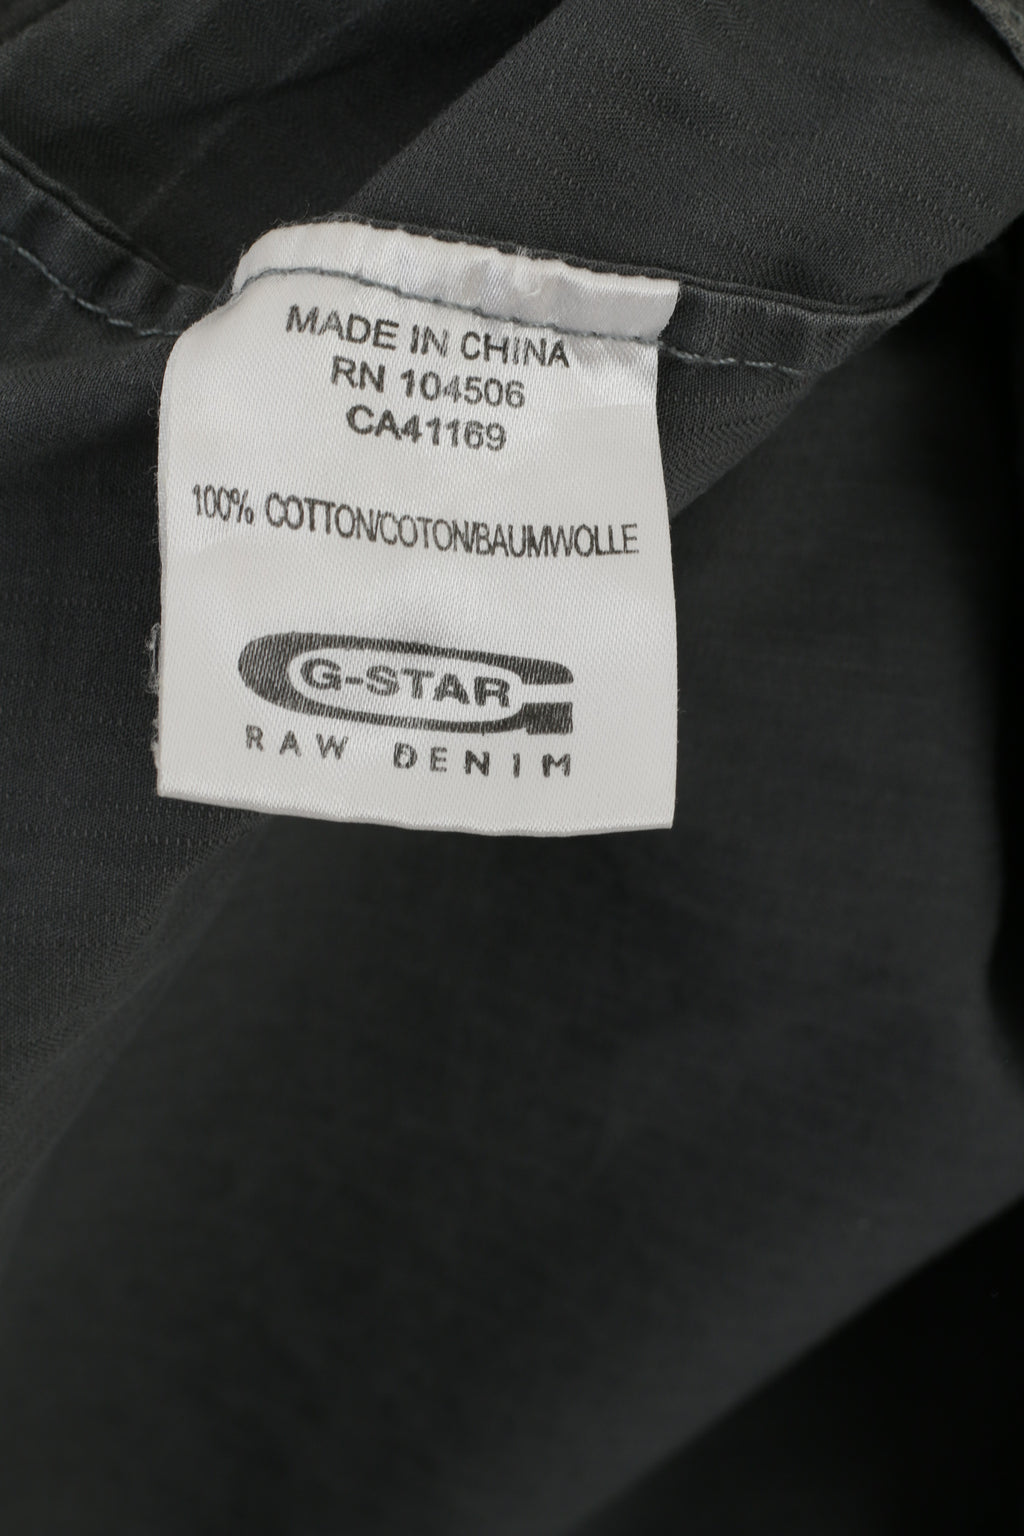 MADE IN CHINA
RN 104506
CA41169
100% COTTON/COTON/BAUMWOLLE
G-STAR
RAW DENIM